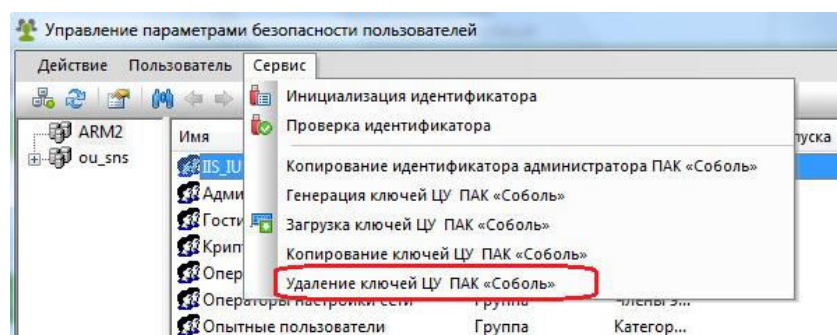 Управление параметрами безопасности пользователей
Действие Пользователь Сервис
Инициализация идентификатора
Проверка идентификатора
Копирование идентификатора администратора ПАК «Соболь»
Генерация ключей ЦУ ПАК «Соболь»
Загрузка ключей ЦУ ПАК «Соболь»
Копирование ключей ЦУ ПАК «Соболь»
Удаление ключей ЦУ ПАК «Соболь»
ARM2
ou_sns
Имя пуска
IIS_IU
Адми
Гости
Крип
Опер
Операторы настройки сети Группа Члены э...
Опытные пользователи Группа Категор...